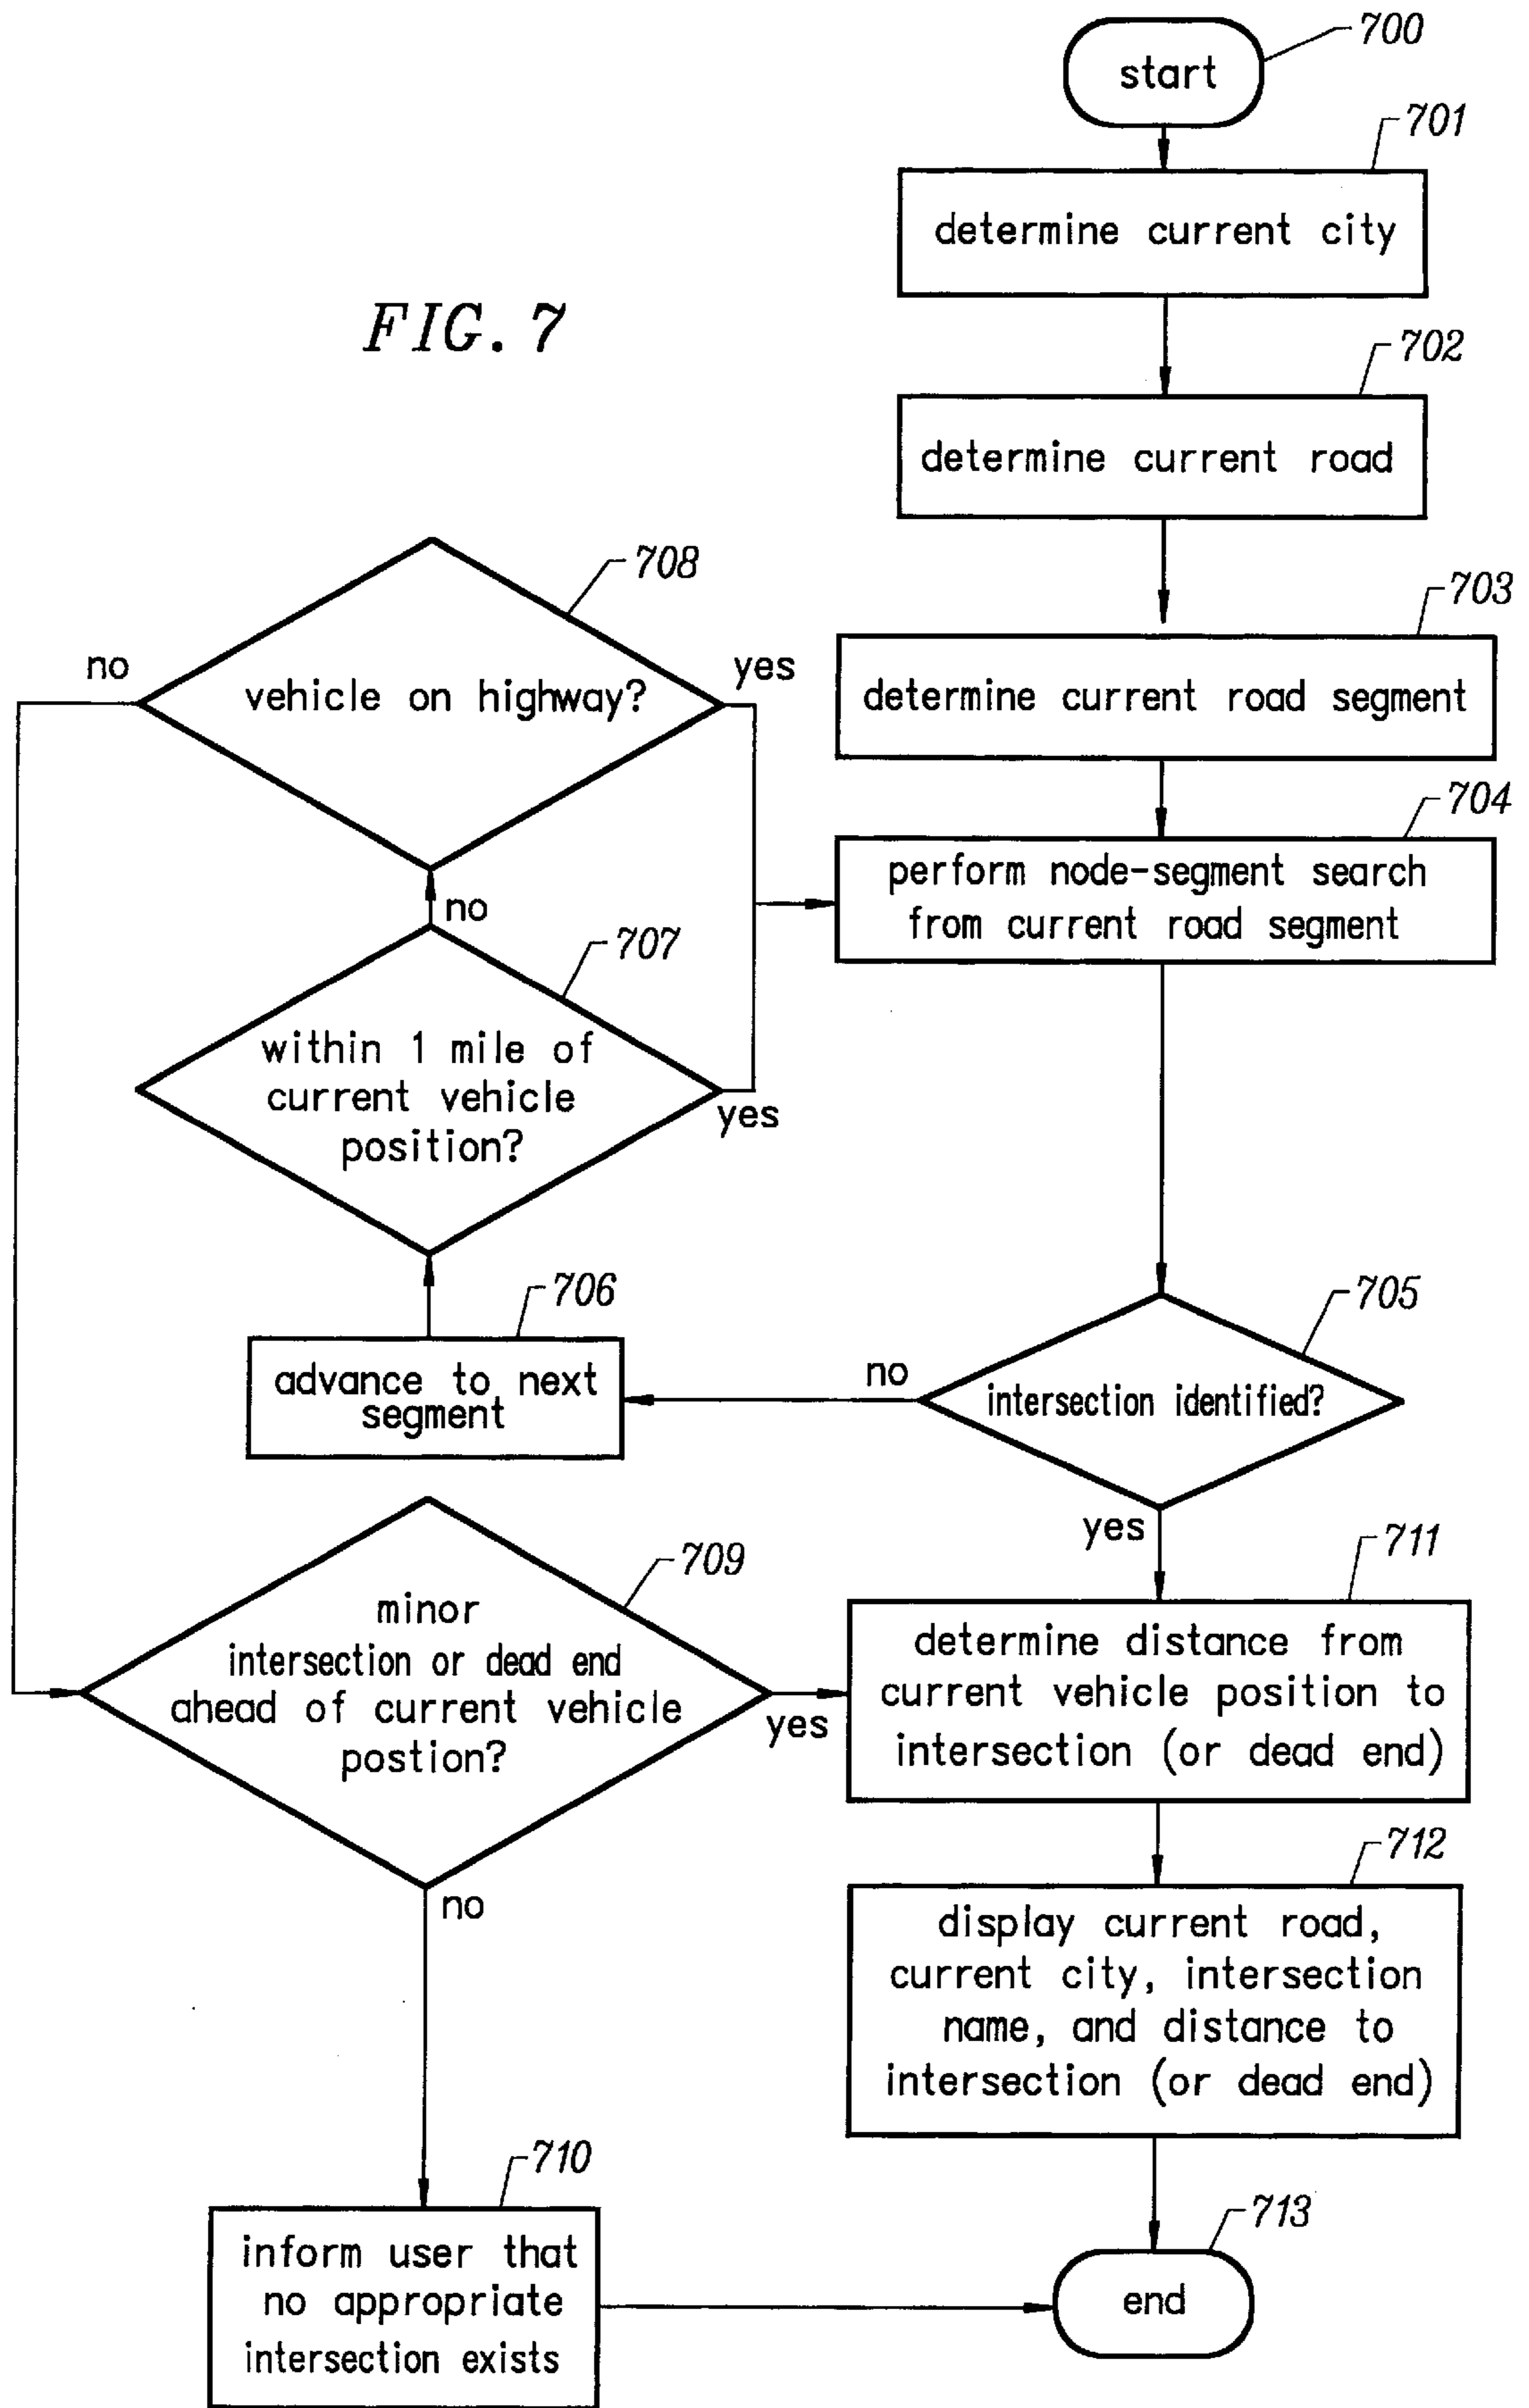 700
start
701
determine current city
FIG. 7
702
determine current road
708
703
no
vehicle on highway?
yes
determine current road segment
704
perform node-segment search
from current road segment
no
707
within 1 mile of
current vehicle
position?
yes
706
705
advance to next
segment
no
intersection identified?
yes
709
711
minor
intersection or dead end
ahead of current vehicle
postion?
yes
determine distance from
current vehicle position to
intersection (or dead end)
712
no
display current road,
current city, intersection
name, and distance to
intersection (or dead end)
710
713
inform user that
no appropriate
intersection exists
end